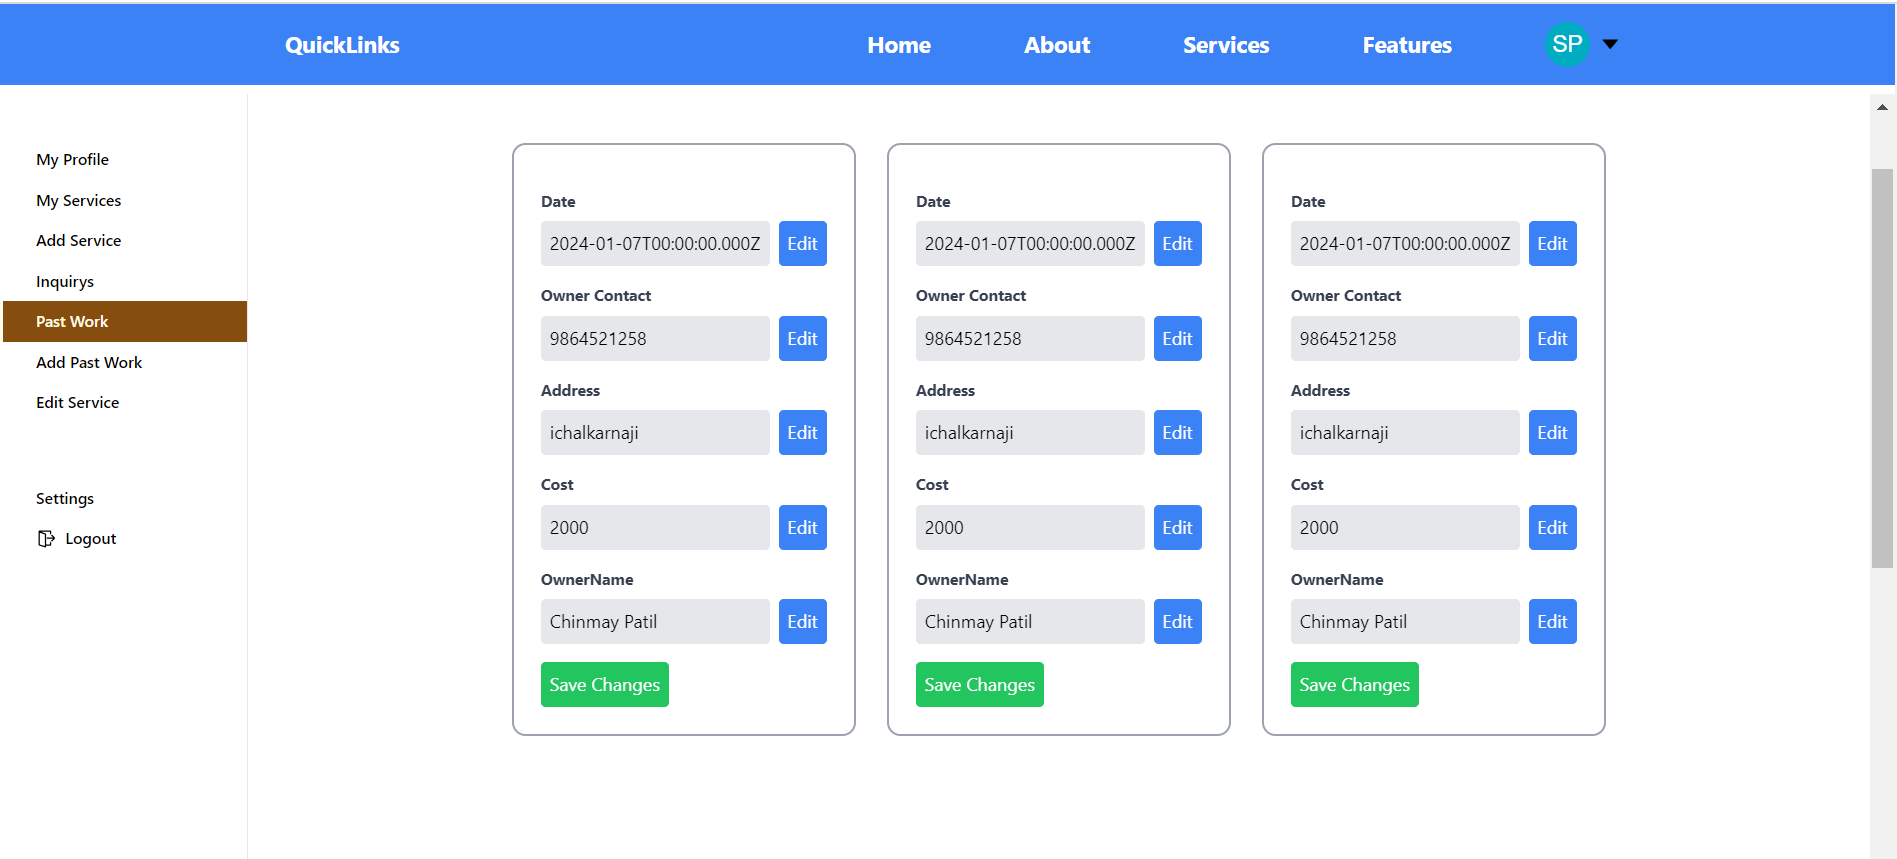 QuickLinks Home About Services Features SP
My Profile
My Services
Add Service
Inquirys
Past Work
Add Past Work
Edit Service
Settings
Logout
Date
2024-01-07T00:00:00.000Z Edit
Owner Contact
9864521258 Edit
Address
ichalkarnaji Edit
Cost
2000 Edit
OwnerName
Chinmay Patil Edit
Save Changes
Date
2024-01-07T00:00:00.000Z Edit
Owner Contact
9864521258 Edit
Address
ichalkarnaji Edit
Cost
2000 Edit
OwnerName
Chinmay Patil Edit
Save Changes
Date
2024-01-07T00:00:00.000Z Edit
Owner Contact
9864521258 Edit
Address
ichalkarnaji Edit
Cost
2000 Edit
OwnerName
Chinmay Patil Edit
Save Changes